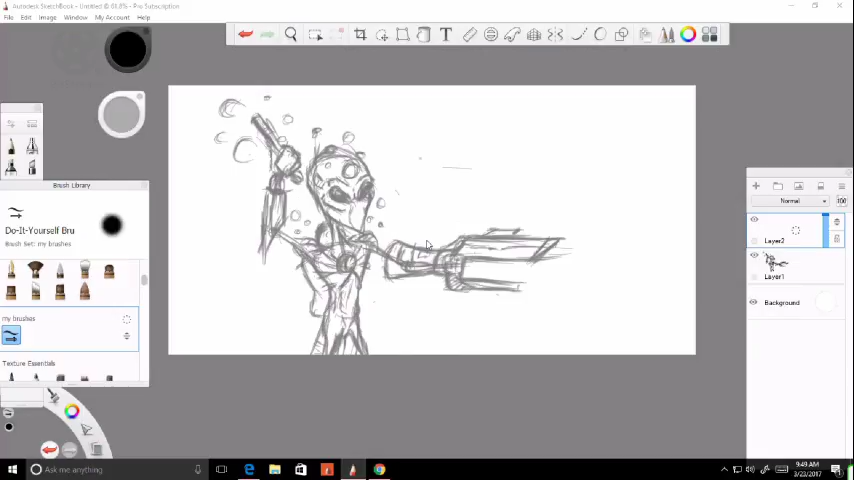 Autodesk SketchBook - Untitled @ 81.8% - Pro Subscription
File Edit Image Window My Account Help
T
Brush Library
Do-It-Yourself Bru
Brush Set: my brushes
my brushes
Texture Essentials
Normal 100
Layer2
Layer1
Background
Ask me anything
9:49 AM
3/23/2017